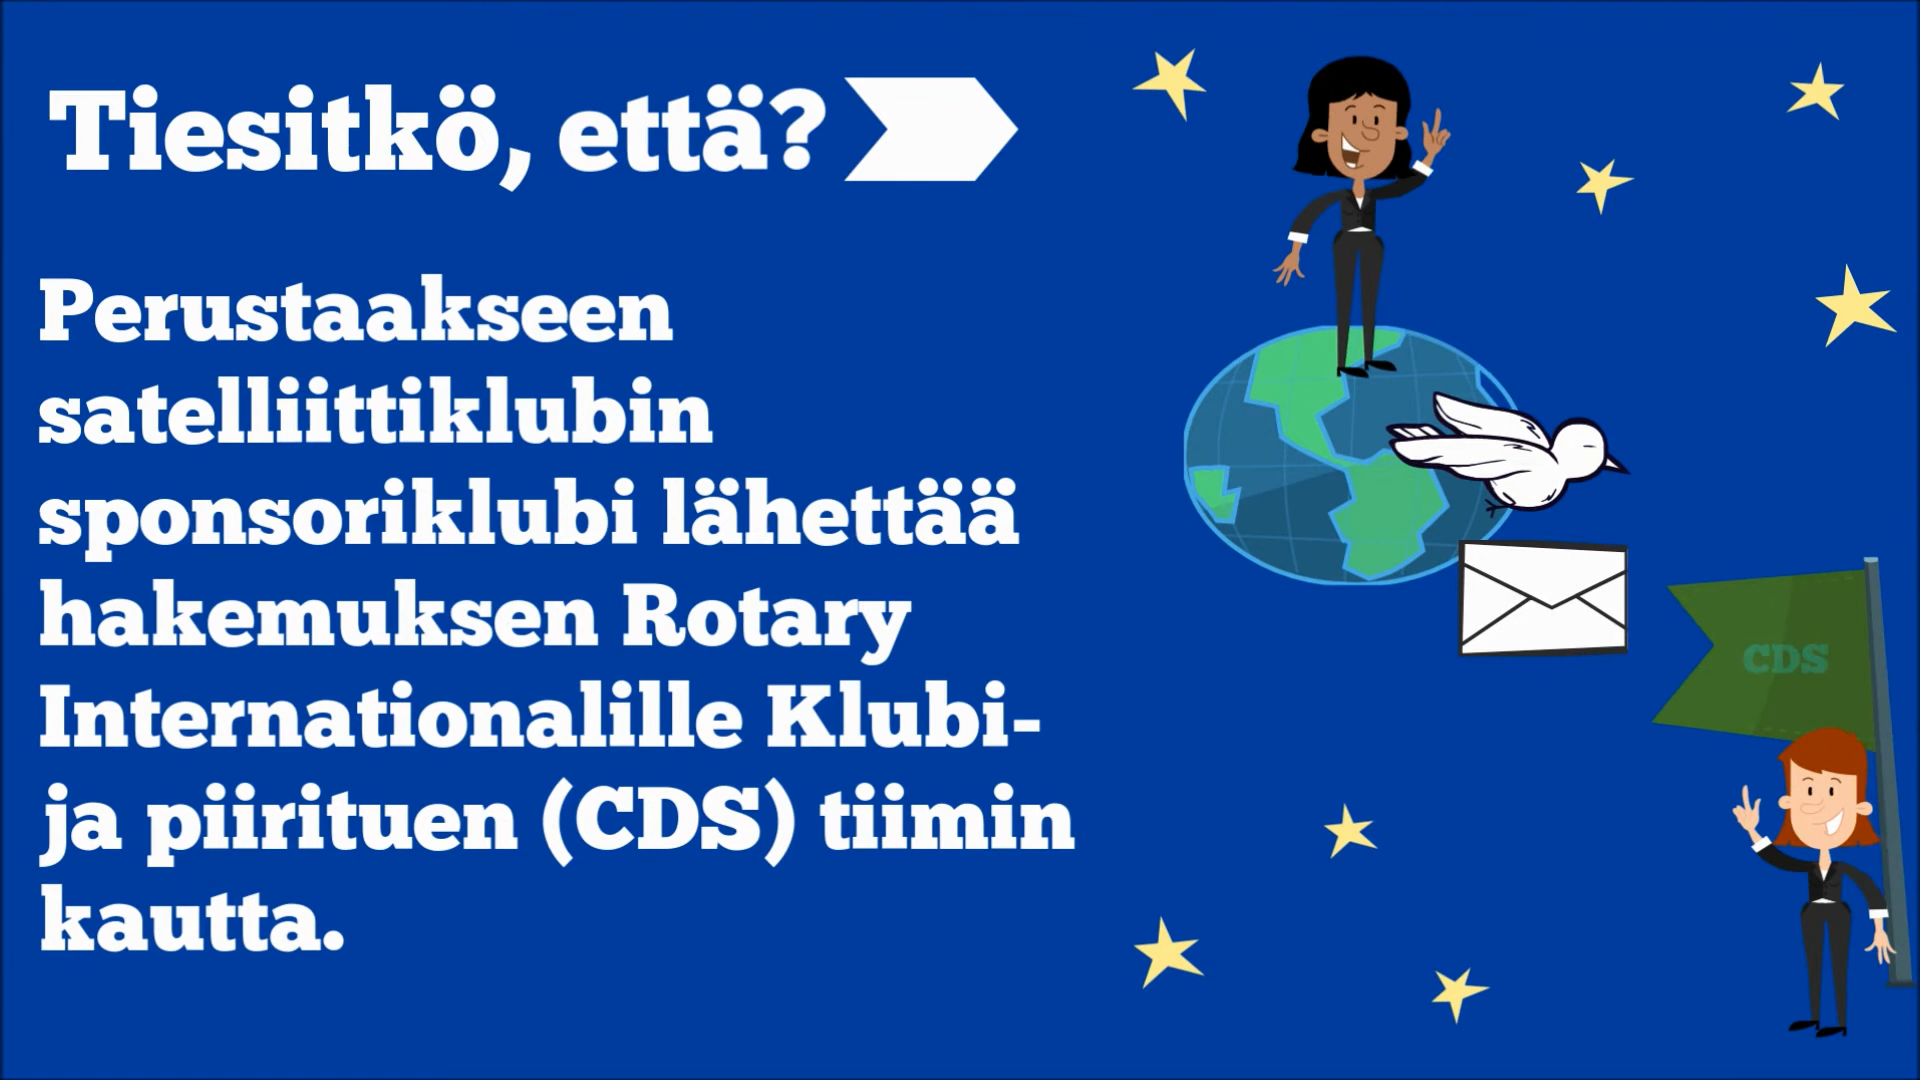 Tiesitkö, että?
Perustaakseen
satelliittiklubin
sponsoriklubi lähettää
hakemuksen Rotary
Internationalille Klubi-
ja piirituen (CDS) tiimin
kautta.
CDS